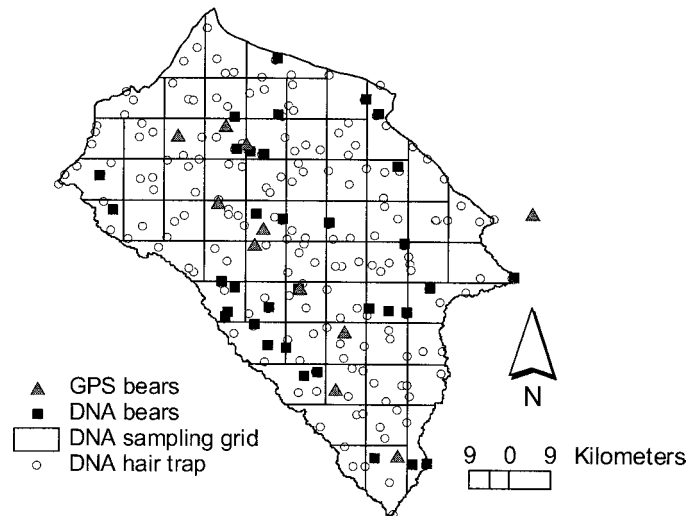 GPS bears
DNA bears
DNA sampling grid
DNA hair trap
N
9 0 9 Kilometers